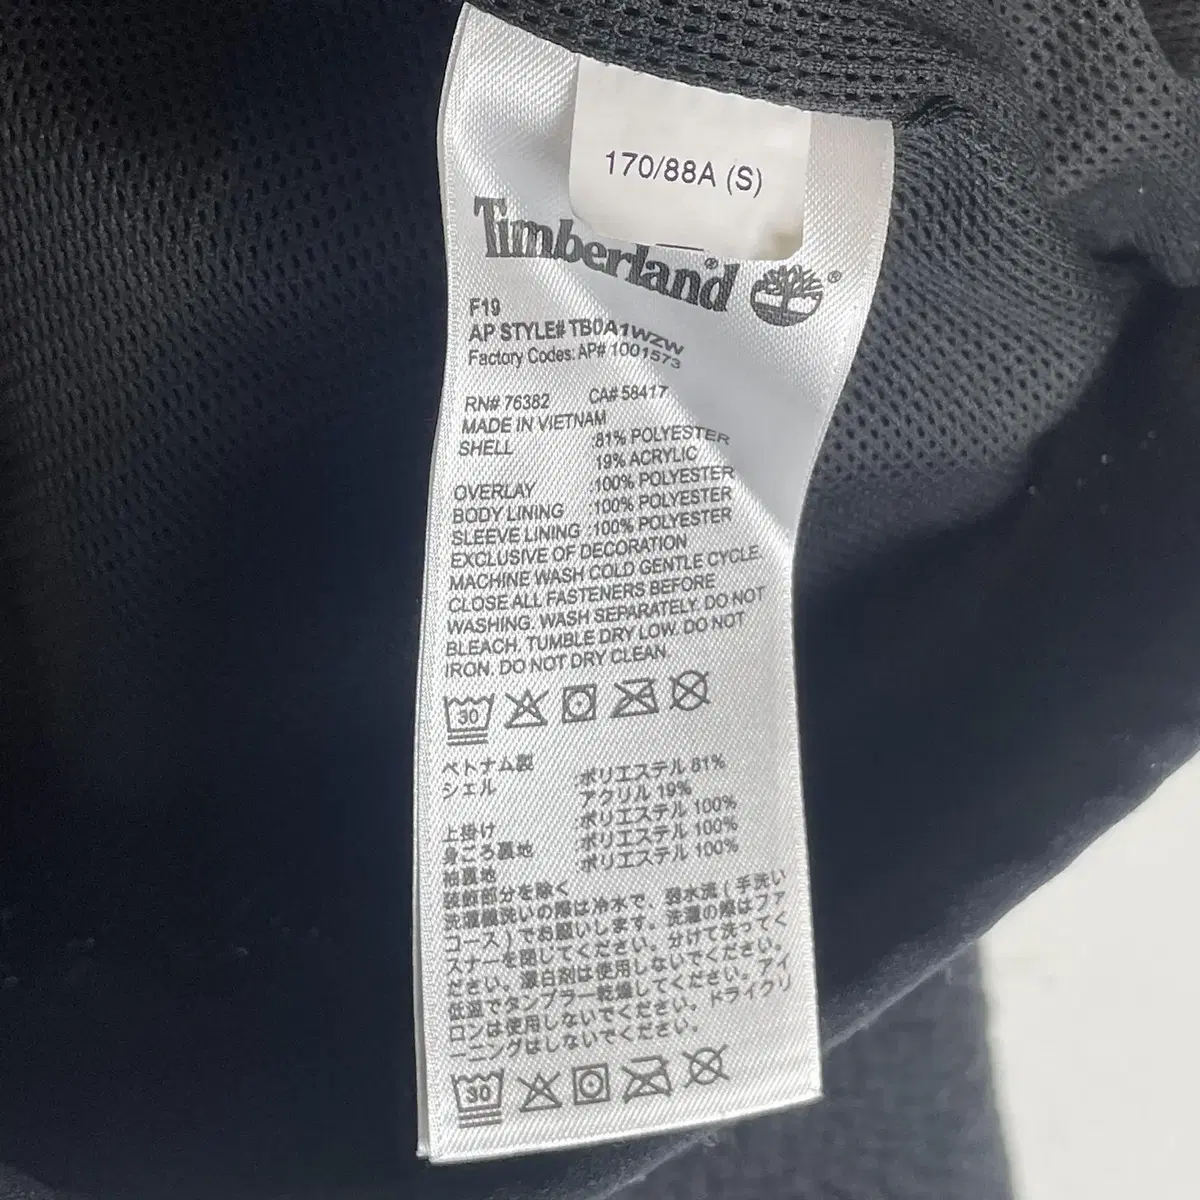 170/88A (S)
Timberland®
F19
AP STYLE# TB0A1WZW
Factory Codes: AP# 1001573
RN# 76382 CA# 58417
MADE IN VIETNAM
SHELL :81% POLYESTER
19% ACRYLIC
OVERLAY :100% POLYESTER
BODY LINING :100% POLYESTER
SLEEVE LINING :100% POLYESTER
EXCLUSIVE OF DECORATION
MACHINE WASH COLD GENTLE CYCLE.
CLOSE ALL FASTENERS BEFORE
WASHING. WASH SEPARATELY. DO NOT
BLEACH. TUMBLE DRY LOW. DO NOT
IRON. DO NOT DRY CLEAN.
30
ベトナム製
シェル :ポリエステル 81%
アクリル 19%
上掛け :ポリエステル 100%
身ごろ裏地 :ポリエステル 100%
袖裏地 :ポリエステル 100%
装飾部分を除く
洗濯機洗いの際は冷水で、弱水流 ( 手洗い
コース ) でお願いします。洗濯の際はファ
スナーを閉してください。分けて洗ってく
ださい。漂白剤は使用しないでください。
低温でタンブラー乾燥してください。アイ
ロンは使用しないでください。ドライクリ
ーニングはしないでください。
30